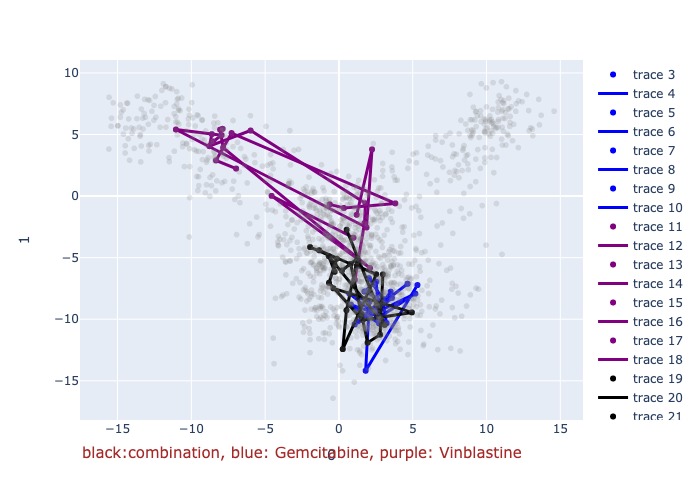 10
5
0
−5
−10
−15
1
−15 −10 −5 0 5 10 15
0
black:combination, blue: Gemcitabine, purple: Vinblastine
trace 3
trace 4
trace 5
trace 6
trace 7
trace 8
trace 9
trace 10
trace 11
trace 12
trace 13
trace 14
trace 15
trace 16
trace 17
trace 18
trace 19
trace 20
trace 21